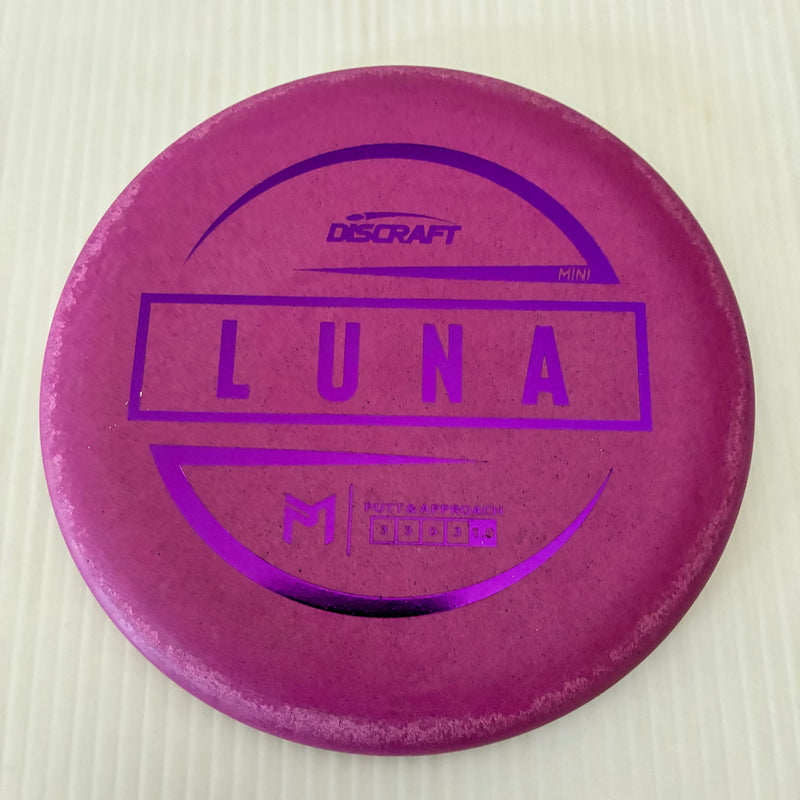 DISCRAFT
MINI
LUNA
PUTT & APPROACH
3 3 0 3